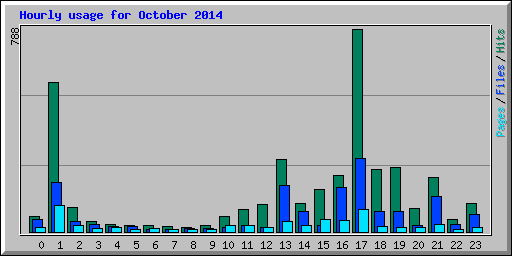 Hourly usage for October 2014
788
Pages/Files/Hits
0 1 2 3 4 5 6 7 8 9 10 11 12 13 14 15 16 17 18 19 20 21 22 23